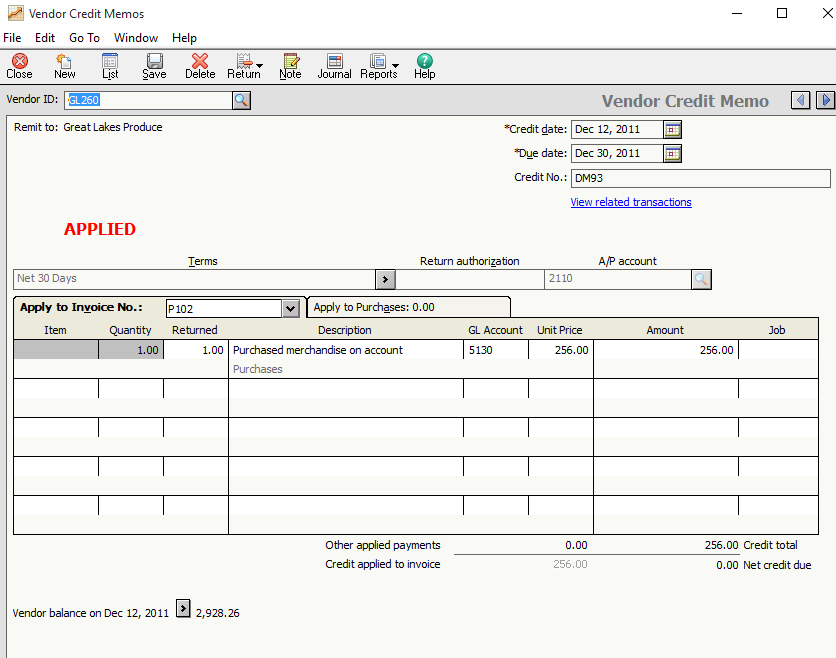 Vendor Credit Memos
File Edit Go To Window Help
Close New List Save Delete Return Note Journal Reports Help
Vendor ID: GL260 Vendor Credit Memo
Remit to: Great Lakes Produce
*Credit date: Dec 12, 2011
*Due date: Dec 30, 2011
Credit No.: DM93
View related transactions
APPLIED
Terms Return authorization A/P account
Net 30 Days 2110
Apply to Invoice No.: P102 Apply to Purchases: 0.00
Item Quantity Returned Description GL Account Unit Price Amount Job
1.00 1.00 Purchased merchandise on account 5130 256.00 256.00
Purchases
Other applied payments 0.00 256.00 Credit total
Credit applied to invoice 256.00 0.00 Net credit due
Vendor balance on Dec 12, 2011 2,928.26